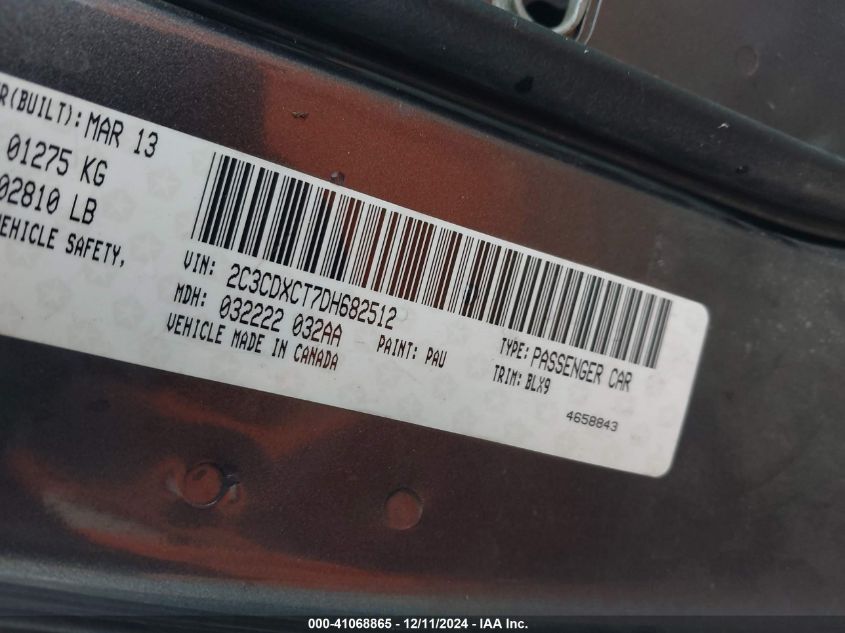 R(BUILT): MAR 13
01275 KG
02810 LB
VEHICLE SAFETY,
VIN: 2C3CDXCT7DH682512
MDH: 032222 032AA
VEHICLE MADE IN CANADA
PAINT: PAU
TYPE: PASSENGER CAR
TRIM: BLX9
4658843
000-41068865 - 12/11/2024 - IAA Inc.